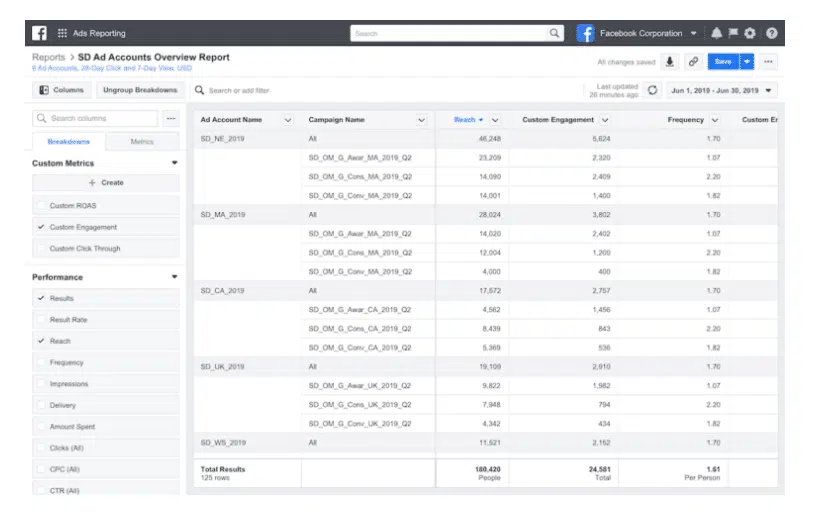 Ads Reporting
Search
Facebook Corporation
Reports > SD Ad Accounts Overview Report
6 Ad Accounts, 28-Day Click and 7-Day View, USD
All changes saved
Save
Columns
Ungroup Breakdowns
Search or add filter
Last updated
26 minutes ago
Jun 1, 2019 - Jun 30, 2019
Search columns
Breakdowns Metrics
Custom Metrics
+ Create
Custom ROAS
Custom Engagement
Custom Click Through
Performance
Results
Result Rate
Reach
Frequency
Impressions
Delivery
Amount Spent
Clicks (All)
CPC (All)
CTR (All)
Ad Account Name Campaign Name Reach Custom Engagement Frequency Custom Er
SD_NE_2019 All 46,248 5,624 1.70
SD_OM_G_Awar_MA_2019_Q2 23,209 2,320 1.07
SD_OM_G_Cons_MA_2019_Q2 14,090 2,409 2.20
SD_OM_G_Conv_MA_2019_Q2 14,001 1,400 1.82
SD_MA_2019 All 28,024 3,802 1.70
SD_OM_G_Awar_MA_2019_Q2 14,020 2,402 1.07
SD_OM_G_Cons_MA_2019_Q2 12,004 1,200 2.20
SD_OM_G_Conv_MA_2019_Q2 4,000 400 1.82
SD_CA_2019 All 17,572 2,757 1.70
SD_OM_G_Awar_CA_2019_Q2 4,562 1,456 1.07
SD_OM_G_Cons_CA_2019_Q2 8,439 843 2.20
SD_OM_G_Conv_CA_2019_Q2 5,369 536 1.82
SD_UK_2019 All 19,109 2,910 1.70
SD_OM_G_Awar_UK_2019_Q2 9,822 1,982 1.07
SD_OM_G_Cons_UK_2019_Q2 7,948 794 2.20
SD_OM_G_Conv_UK_2019_Q2 4,342 434 1.82
SD_WS_2019 All 11,521 2,152 1.70
Total Results 180,420 24,581 1.61
125 rows People Total Per Person